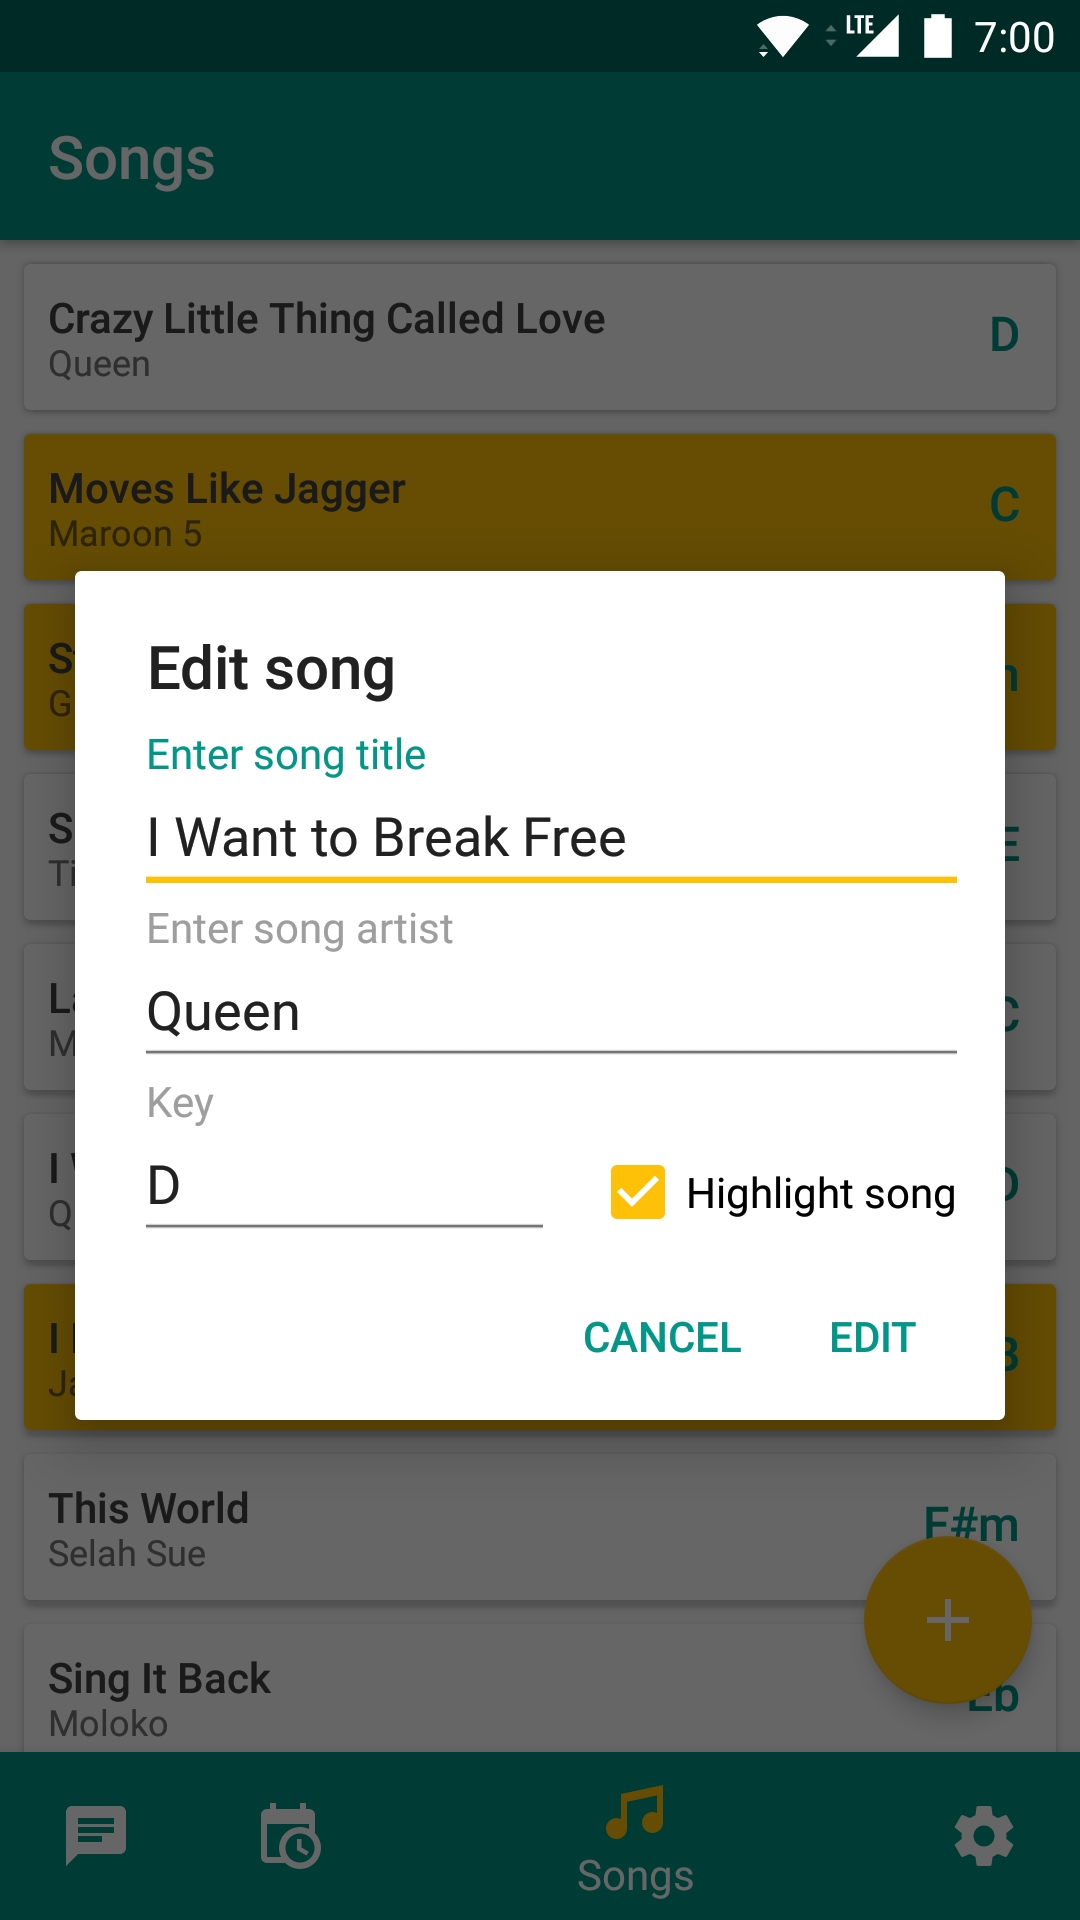 LTE 7:00
Songs
Crazy Little Thing Called Love
Queen
D
Moves Like Jagger
Maroon 5
C
Edit song
Enter song title
I Want to Break Free
Enter song artist
Queen
Key
D
Highlight song
CANCEL EDIT
This World
Selah Sue
F#m
Sing It Back
Moloko
Eb
Songs